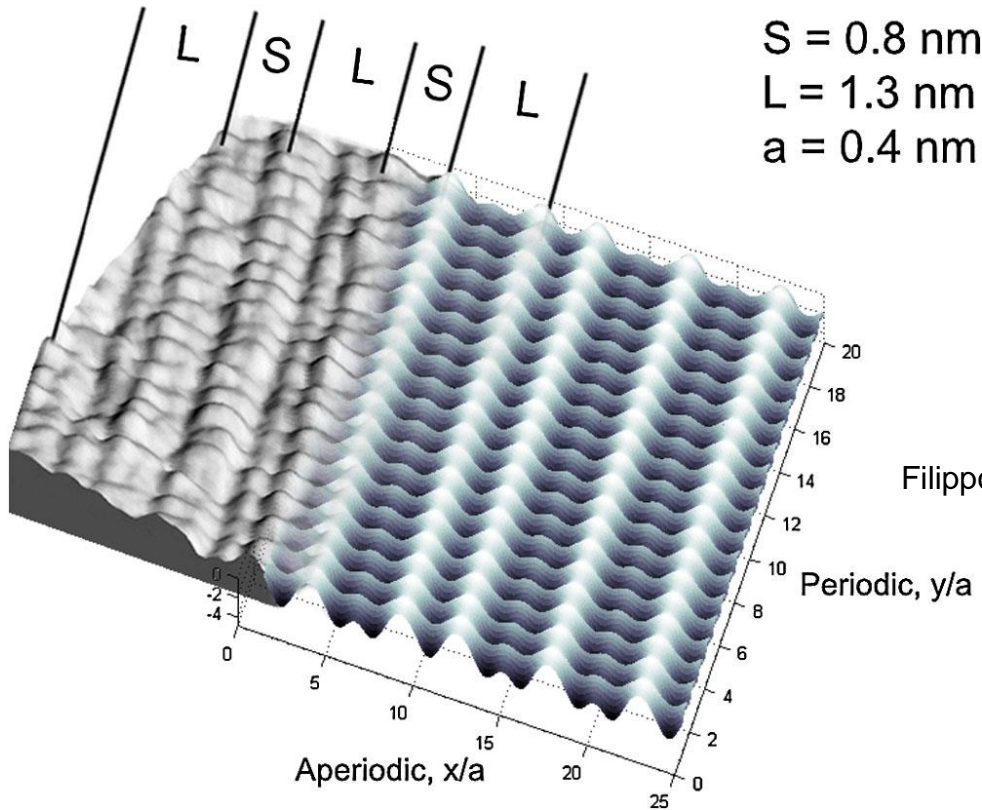 L S L S L
S = 0.8 nm
L = 1.3 nm
a = 0.4 nm
20
18
16
14
12
10
8
6
4
2
0
Filippo
Periodic, y/a
0
-2
-4
0
5
10
15
20
25
Aperiodic, x/a